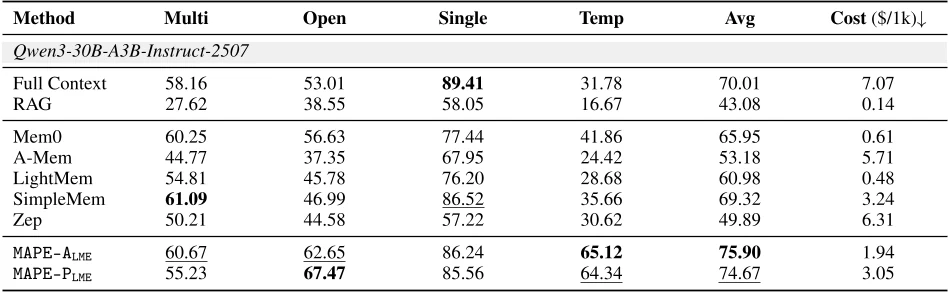 Method Multi Open Single Temp Avg Cost ($/1k)↓
Qwen3-30B-A3B-Instruct-2507
Full Context 58.16 53.01 89.41 31.78 70.01 7.07
RAG 27.62 38.55 58.05 16.67 43.08 0.14
Mem0 60.25 56.63 77.44 41.86 65.95 0.61
A-Mem 44.77 37.35 67.95 24.42 53.18 5.71
LightMem 54.81 45.78 76.20 28.68 60.98 0.48
SimpleMem 61.09 46.99 86.52 35.66 69.32 3.24
Zep 50.21 44.58 57.22 30.62 49.89 6.31
MAPE-ALME 60.67 62.65 86.24 65.12 75.90 1.94
MAPE-PLME 55.23 67.47 85.56 64.34 74.67 3.05